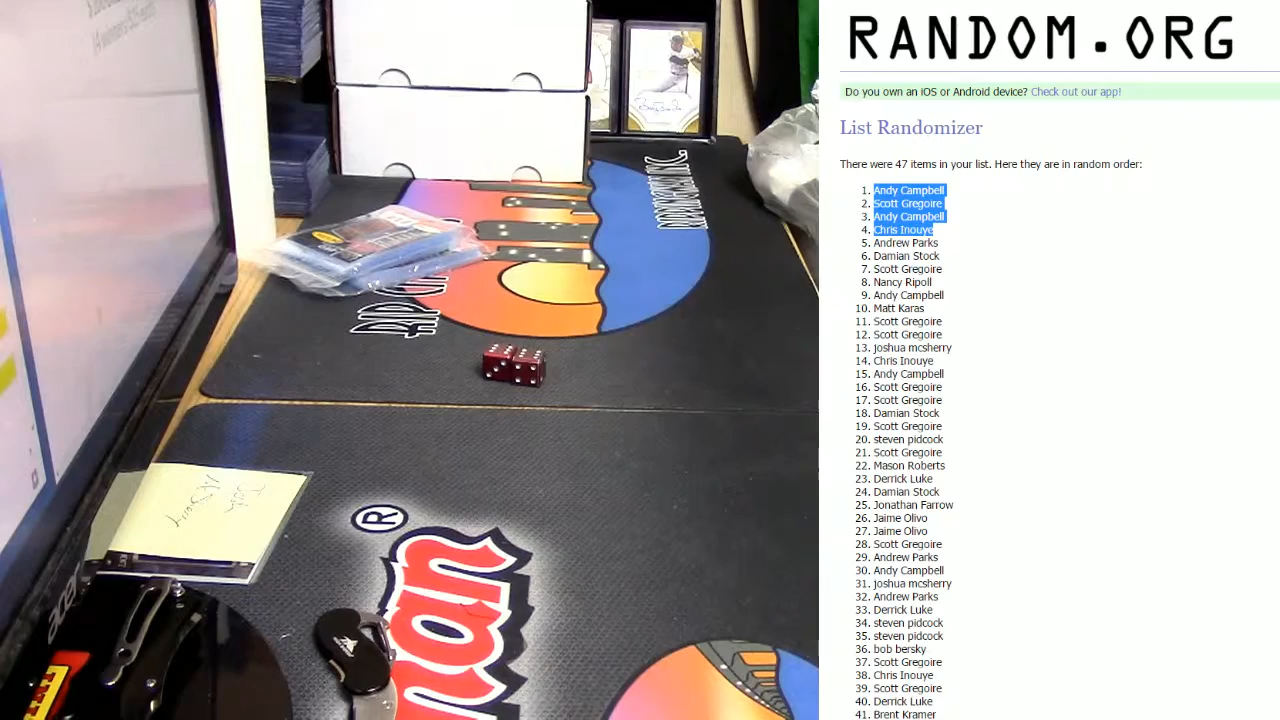 RANDOM.ORG
Do you own an iOS or Android device? Check out our app!
List Randomizer
There were 47 items in your list. Here they are in random order:
1. Andy Campbell
2. Scott Gregoire
3. Andy Campbell
4. Chris Inouye
5. Andrew Parks
6. Damian Stock
7. Scott Gregoire
8. Nancy Ripoll
9. Andy Campbell
10. Matt Karas
11. Scott Gregoire
12. Scott Gregoire
13. joshua mcsherry
14. Chris Inouye
15. Andy Campbell
16. Scott Gregoire
17. Scott Gregoire
18. Damian Stock
19. Scott Gregoire
20. steven pidcock
21. Scott Gregoire
22. Mason Roberts
23. Derrick Luke
24. Damian Stock
25. Jonathan Farrow
26. Jaime Olivo
27. Jaime Olivo
28. Scott Gregoire
29. Andrew Parks
30. Andy Campbell
31. joshua mcsherry
32. Andrew Parks
33. Derrick Luke
34. steven pidcock
35. steven pidcock
36. bob bersky
37. Scott Gregoire
38. Chris Inouye
39. Scott Gregoire
40. Derrick Luke
41. Brent Kramer
RIP
acer
®